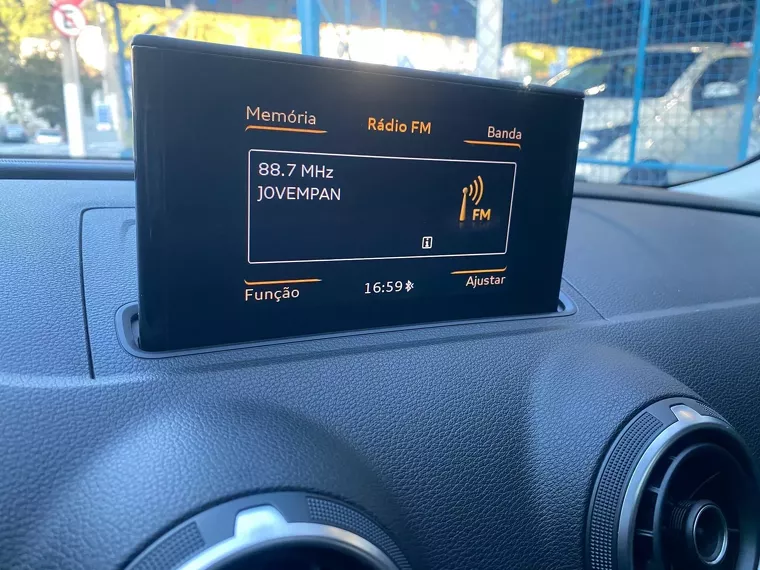 Memória
Rádio FM
Banda
88.7 MHz
JOVEMPAN
FM
i
Função
16:59
Ajustar
E